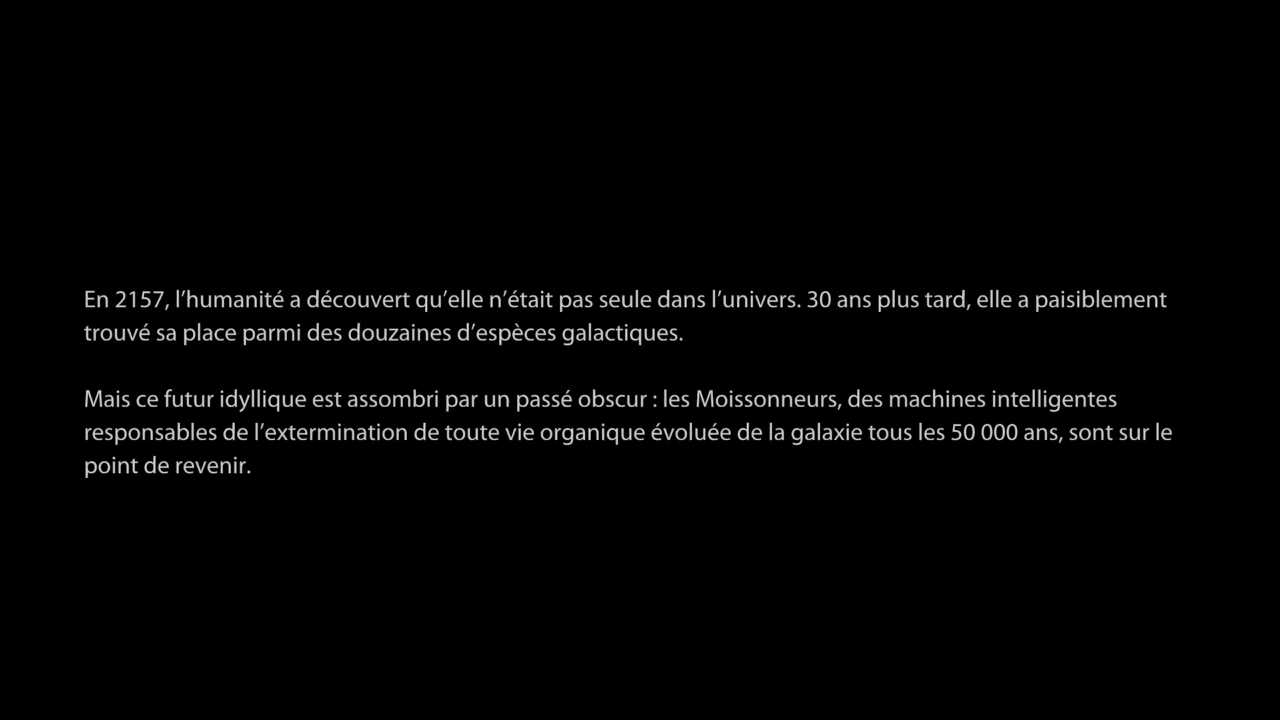 En 2157, l’humanité a découvert qu’elle n’était pas seule dans l’univers. 30 ans plus tard, elle a paisiblement
trouvé sa place parmi des douzaines d’espèces galactiques.
Mais ce futur idyllique est assombri par un passé obscur : les Moissonneurs, des machines intelligentes
responsables de l’extermination de toute vie organique évoluée de la galaxie tous les 50 000 ans, sont sur le
point de revenir.